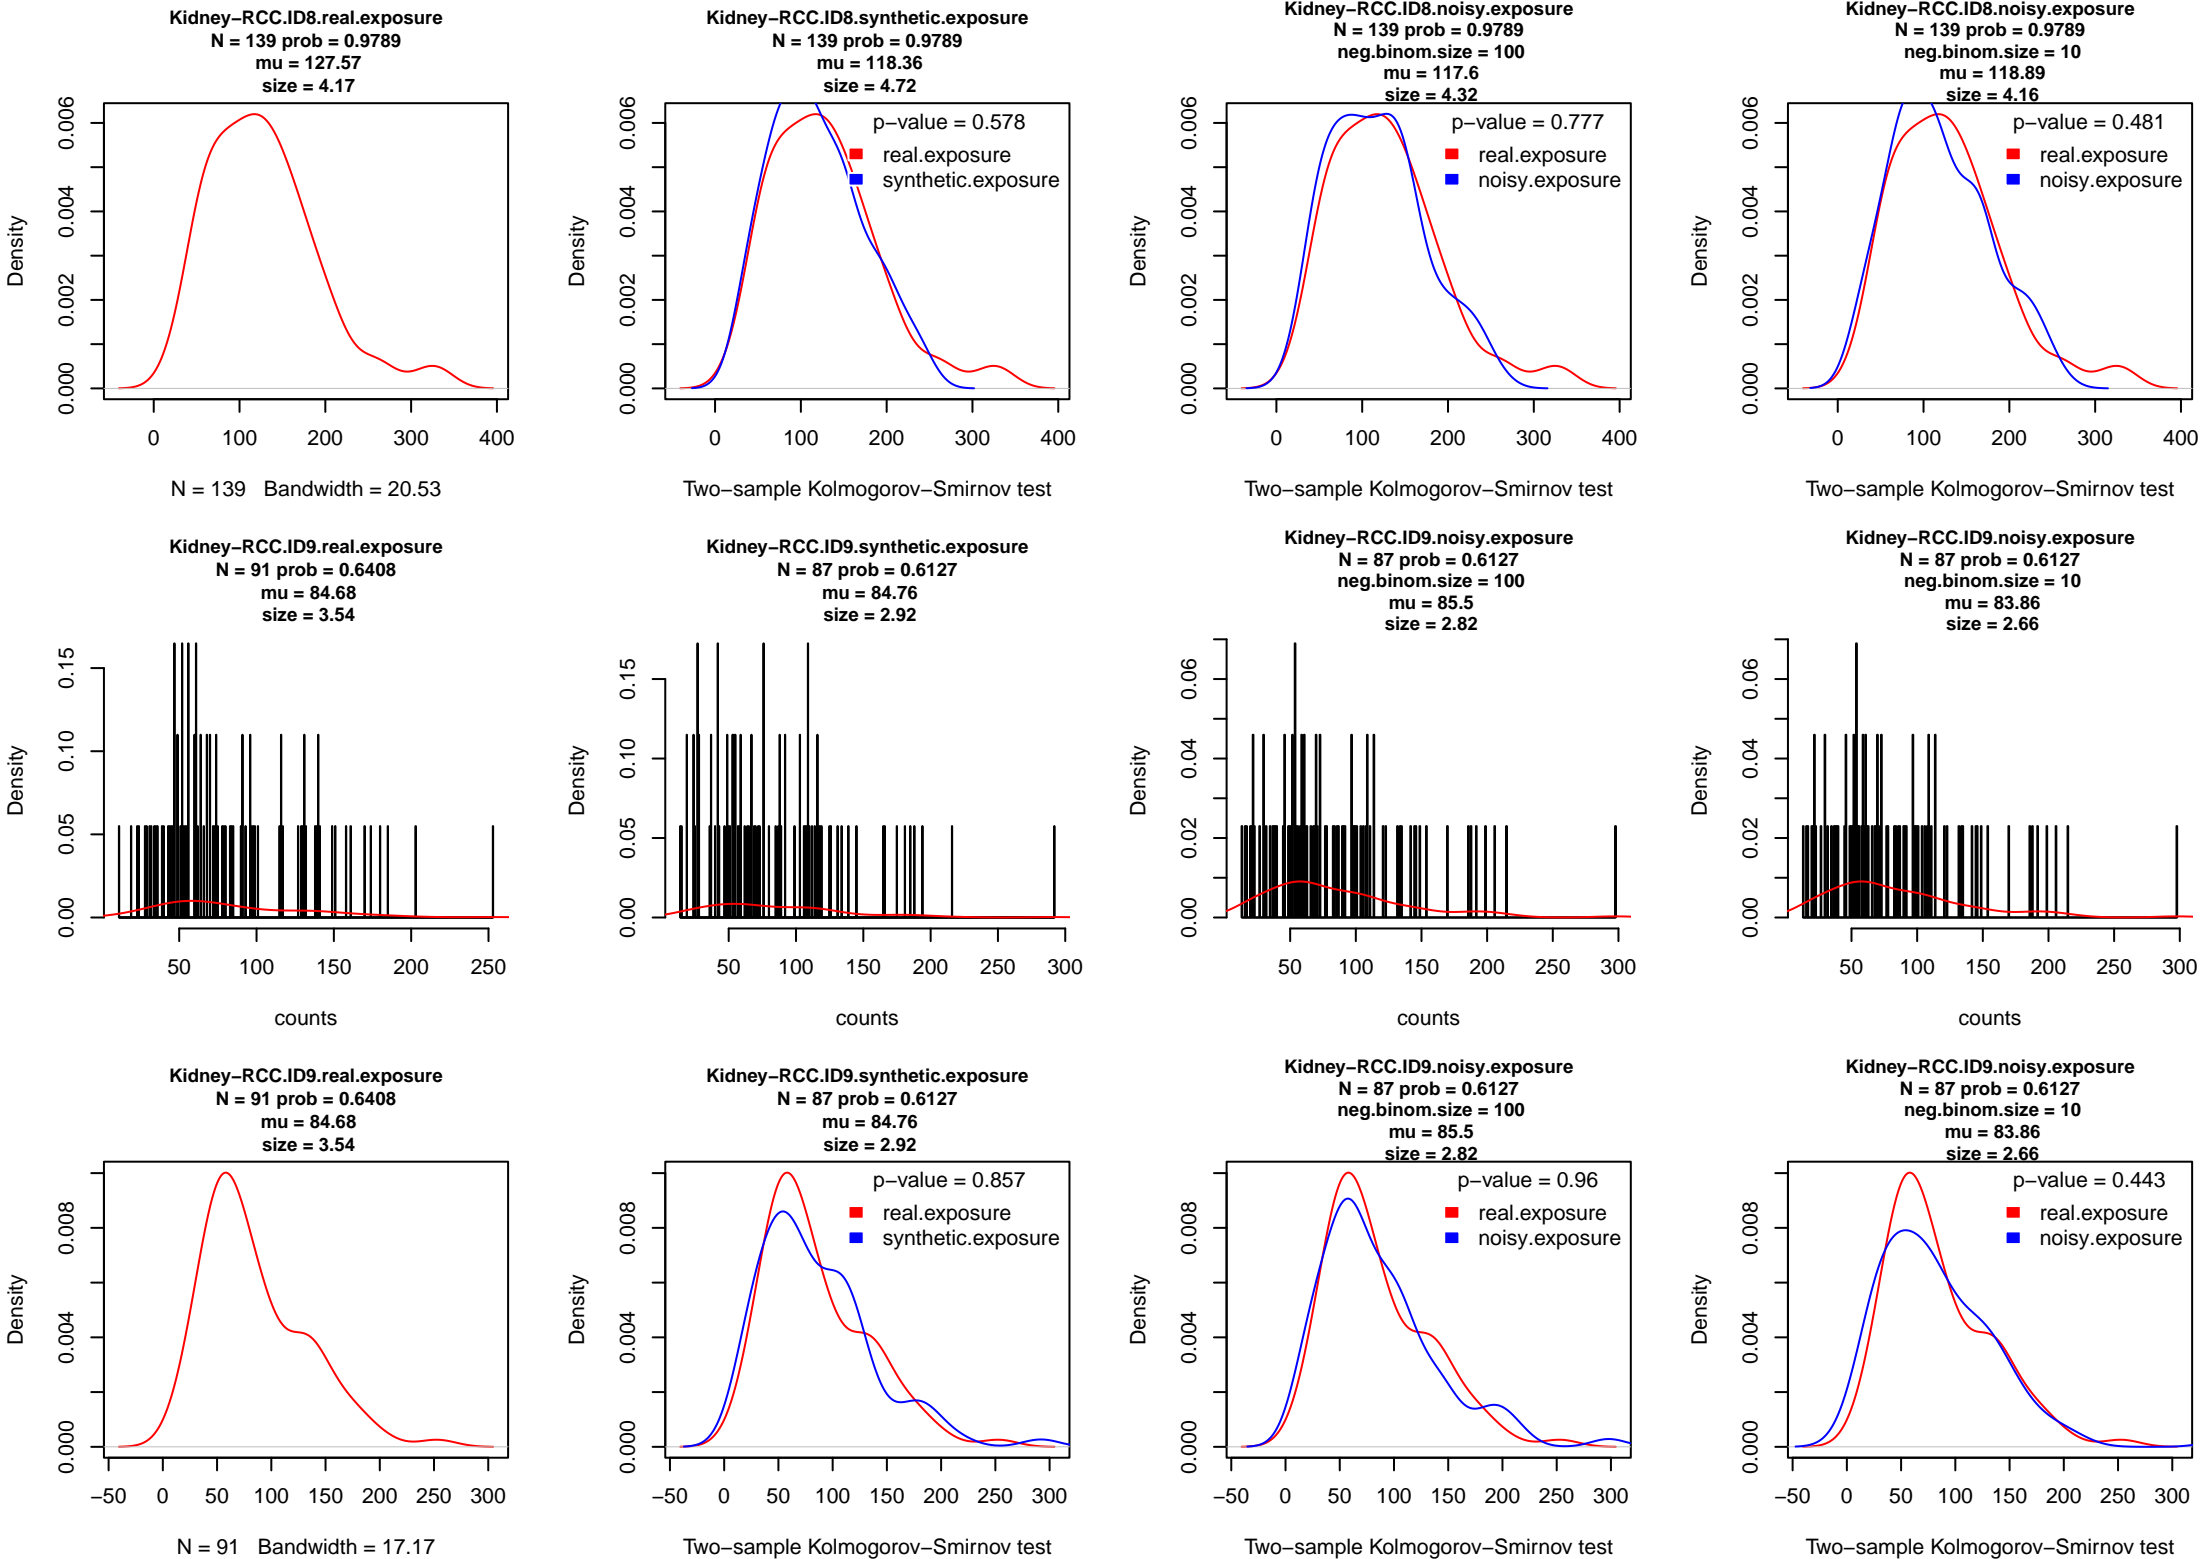 Kidney−RCC.ID8.real.exposure
N = 139 prob = 0.9789
mu = 127.57
size = 4.17
Density
0.000 0.002 0.004 0.006
0 100 200 300 400
N = 139 Bandwidth = 20.53
Kidney−RCC.ID8.synthetic.exposure
N = 139 prob = 0.9789
mu = 118.36
size = 4.72
p−value = 0.578
real.exposure
synthetic.exposure
Density
0.000 0.002 0.004 0.006
0 100 200 300 400
Two−sample Kolmogorov−Smirnov test
Kidney−RCC.ID8.noisy.exposure
N = 139 prob = 0.9789
neg.binom.size = 100
mu = 117.6
size = 4.32
p−value = 0.777
real.exposure
noisy.exposure
Density
0.000 0.002 0.004 0.006
0 100 200 300 400
Two−sample Kolmogorov−Smirnov test
Kidney−RCC.ID8.noisy.exposure
N = 139 prob = 0.9789
neg.binom.size = 10
mu = 118.89
size = 4.16
p−value = 0.481
real.exposure
noisy.exposure
Density
0.000 0.002 0.004 0.006
0 100 200 300 400
Two−sample Kolmogorov−Smirnov test
Kidney−RCC.ID9.real.exposure
N = 91 prob = 0.6408
mu = 84.68
size = 3.54
Density
0.00 0.05 0.10 0.15
50 100 150 200 250
counts
Kidney−RCC.ID9.synthetic.exposure
N = 87 prob = 0.6127
mu = 84.76
size = 2.92
Density
0.00 0.05 0.10 0.15
50 100 150 200 250 300
counts
Kidney−RCC.ID9.noisy.exposure
N = 87 prob = 0.6127
neg.binom.size = 100
mu = 85.5
size = 2.82
Density
0.00 0.02 0.04 0.06
50 100 150 200 250 300
counts
Kidney−RCC.ID9.noisy.exposure
N = 87 prob = 0.6127
neg.binom.size = 10
mu = 83.86
size = 2.66
Density
0.00 0.02 0.04 0.06
50 100 150 200 250 300
counts
Kidney−RCC.ID9.real.exposure
N = 91 prob = 0.6408
mu = 84.68
size = 3.54
Density
0.000 0.004 0.008
−50 0 50 100 150 200 250 300
N = 91 Bandwidth = 17.17
Kidney−RCC.ID9.synthetic.exposure
N = 87 prob = 0.6127
mu = 84.76
size = 2.92
p−value = 0.857
real.exposure
synthetic.exposure
Density
0.000 0.004 0.008
−50 0 50 100 150 200 250 300
Two−sample Kolmogorov−Smirnov test
Kidney−RCC.ID9.noisy.exposure
N = 87 prob = 0.6127
neg.binom.size = 100
mu = 85.5
size = 2.82
p−value = 0.96
real.exposure
noisy.exposure
Density
0.000 0.004 0.008
−50 0 50 100 150 200 250 300
Two−sample Kolmogorov−Smirnov test
Kidney−RCC.ID9.noisy.exposure
N = 87 prob = 0.6127
neg.binom.size = 10
mu = 83.86
size = 2.66
p−value = 0.443
real.exposure
noisy.exposure
Density
0.000 0.004 0.008
−50 0 50 100 150 200 250 300
Two−sample Kolmogorov−Smirnov test